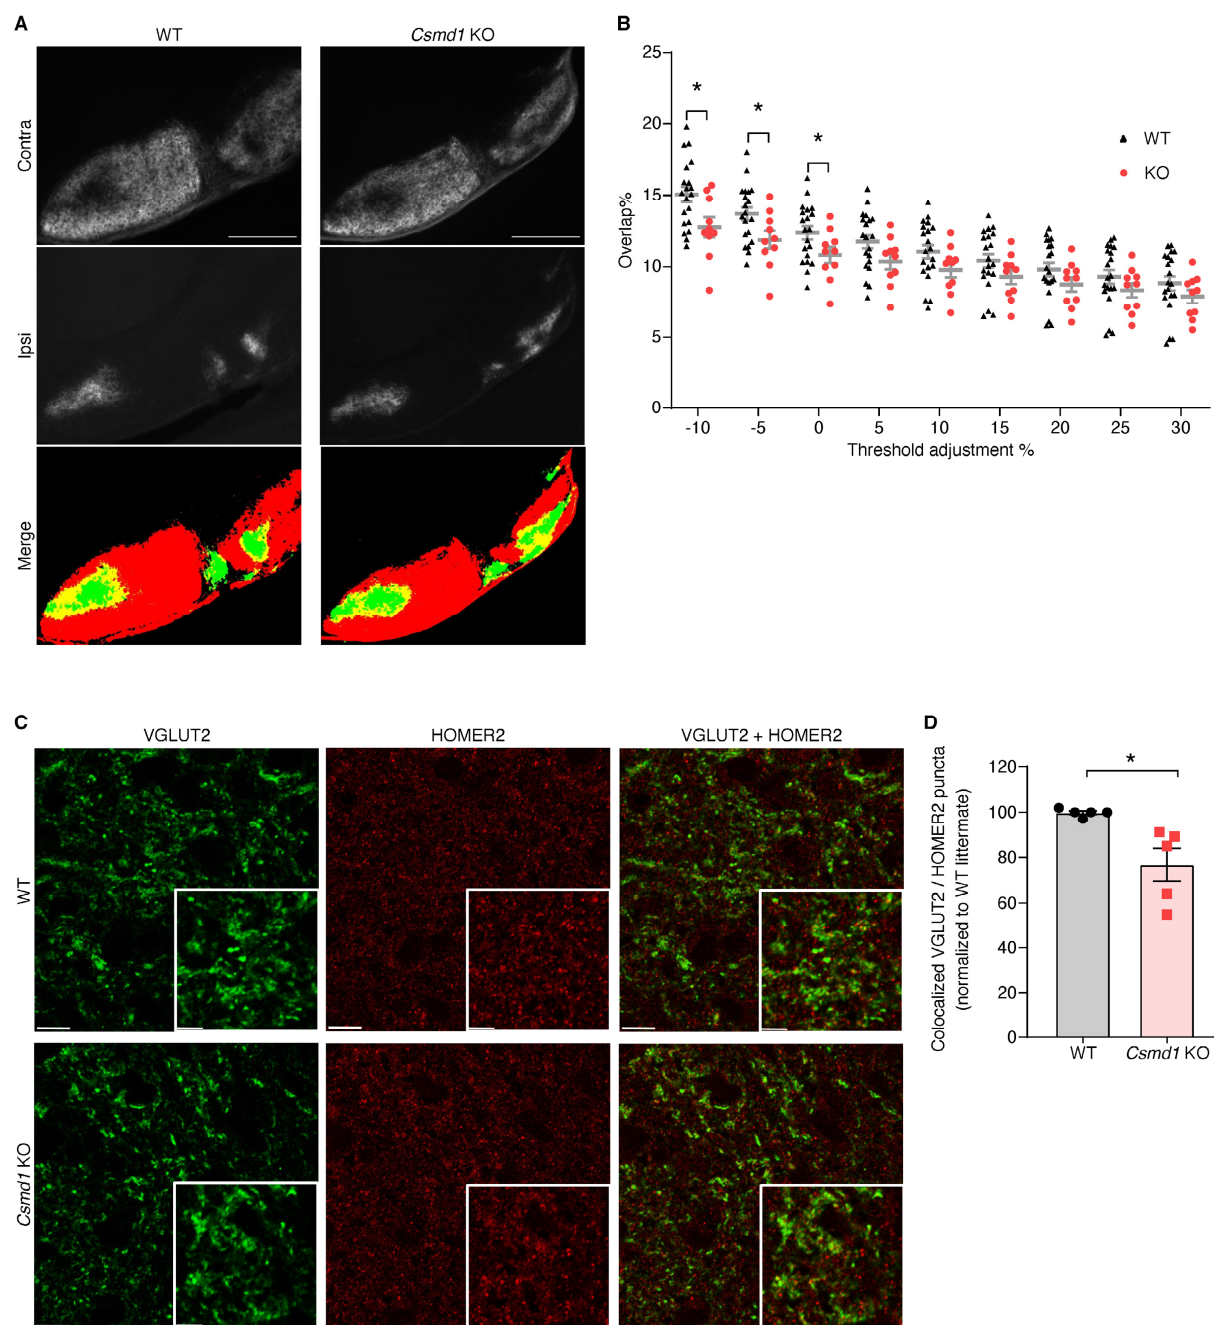 A
WT
Csmd1 KO
Contra
Ipsi
Merge
B
25
20
15
10
5
0
Overlap%
*
*
*
WT
KO
-10 -5 0 5 10 15 20 25 30
Threshold adjustment %
C
VGLUT2
HOMER2
VGLUT2 + HOMER2
WT
Csmd1 KO
D
Colocalized VGLUT2 / HOMER2 puncta
(normalized to WT littermate)
120
100
80
60
40
20
0
*
WT
Csmd1 KO